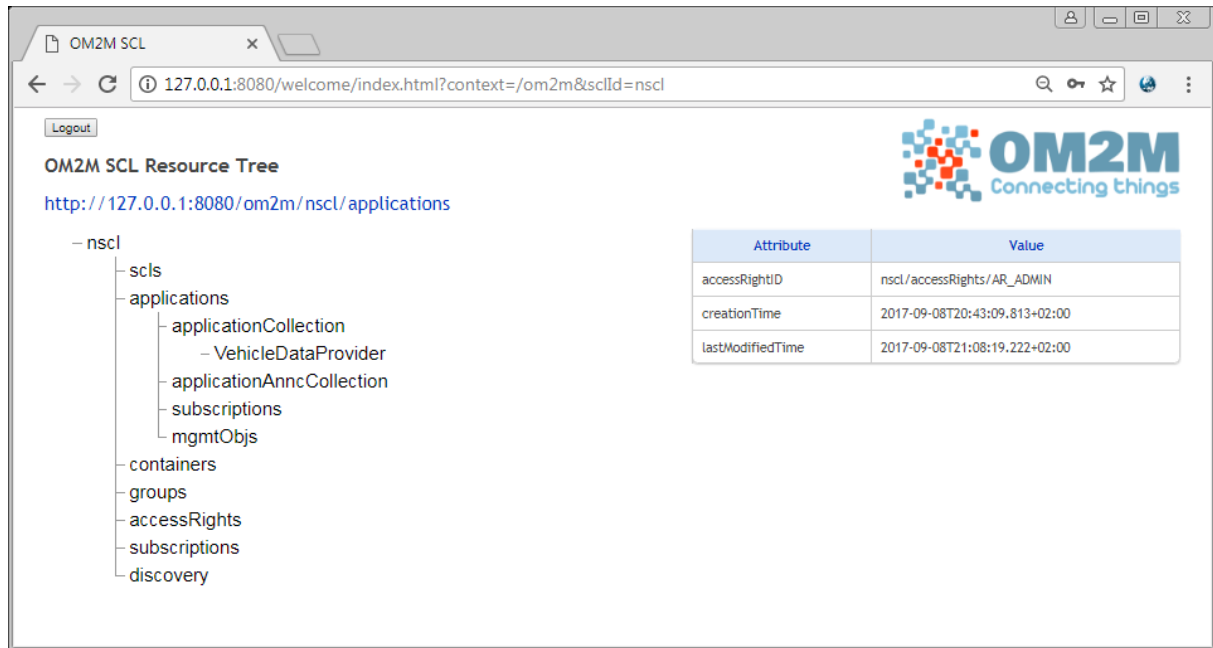 OM2M SCL
127.0.0.1:8080/welcome/index.html?context=/om2m&sclId=nscl
Logout
OM2M SCL Resource Tree
http://127.0.0.1:8080/om2m/nscl/applications
OM2M
Connecting things
nscl
scls
applications
applicationCollection
VehicleDataProvider
applicationAnncCollection
subscriptions
mgmtObjs
containers
groups
accessRights
subscriptions
discovery
Attribute Value
accessRightID nscl/accessRights/AR_ADMIN
creationTime 2017-09-08T20:43:09.813+02:00
lastModifiedTime 2017-09-08T21:08:19.222+02:00